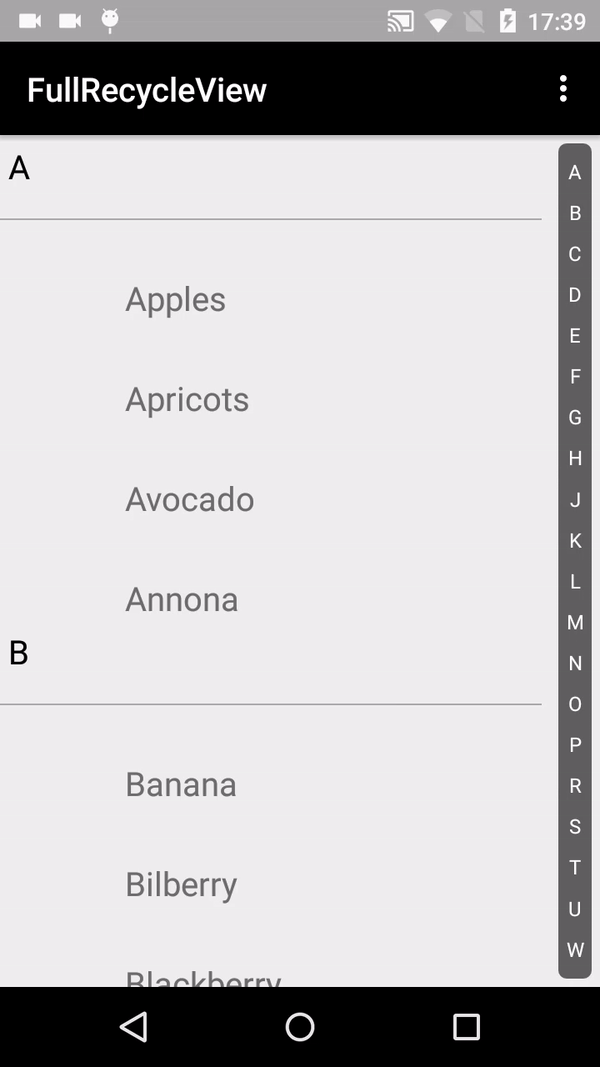 17:39
FullRecycleView
A
Apples
Apricots
Avocado
Annona
B
Banana
Bilberry
Blackberry
A
B
C
D
E
F
G
H
J
K
L
M
N
O
P
R
S
T
U
W